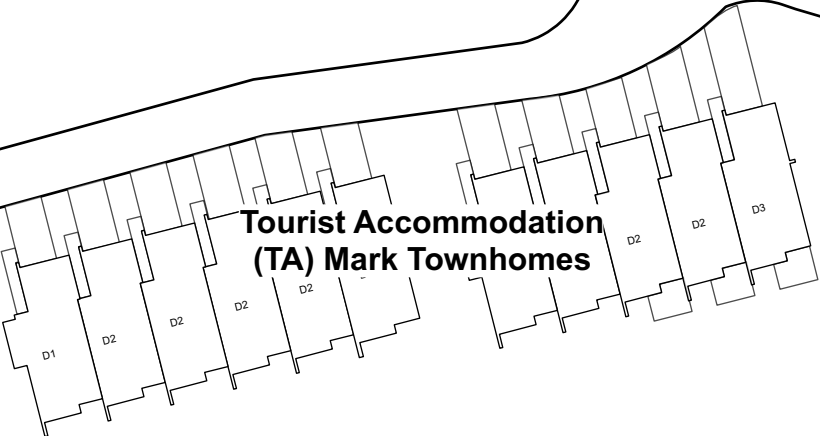 Tourist Accommodation
(TA) Mark Townhomes
D1
D2
D2
D2
D2
D2
D2
D3